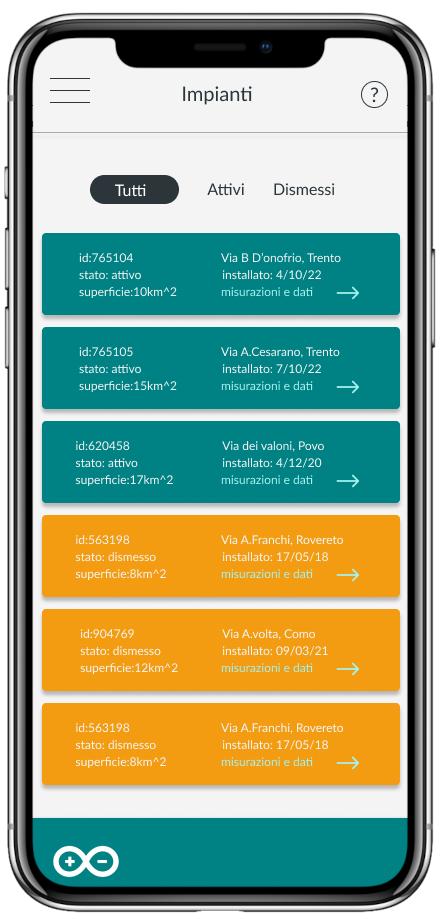 Impianti
?
Tutti Attivi Dismessi
id:765104
stato: attivo
superficie:10km^2
Via B D'onofrio, Trento
installato: 4/10/22
misurazioni e dati
id:765105
stato: attivo
superficie:15km^2
Via A.Cesarano, Trento
installato: 7/10/22
misurazioni e dati
id:620458
stato: attivo
superficie:17km^2
Via dei valoni, Povo
installato: 4/12/20
misurazioni e dati
id:563198
stato: dismesso
superficie:8km^2
Via A.Franchi, Rovereto
installato: 17/05/18
misurazioni e dati
id:904769
stato: dismesso
superficie:12km^2
Via A.volta, Como
installato: 09/03/21
misurazioni e dati
id:563198
stato: dismesso
superficie:8km^2
Via A.Franchi, Rovereto
installato: 17/05/18
misurazioni e dati